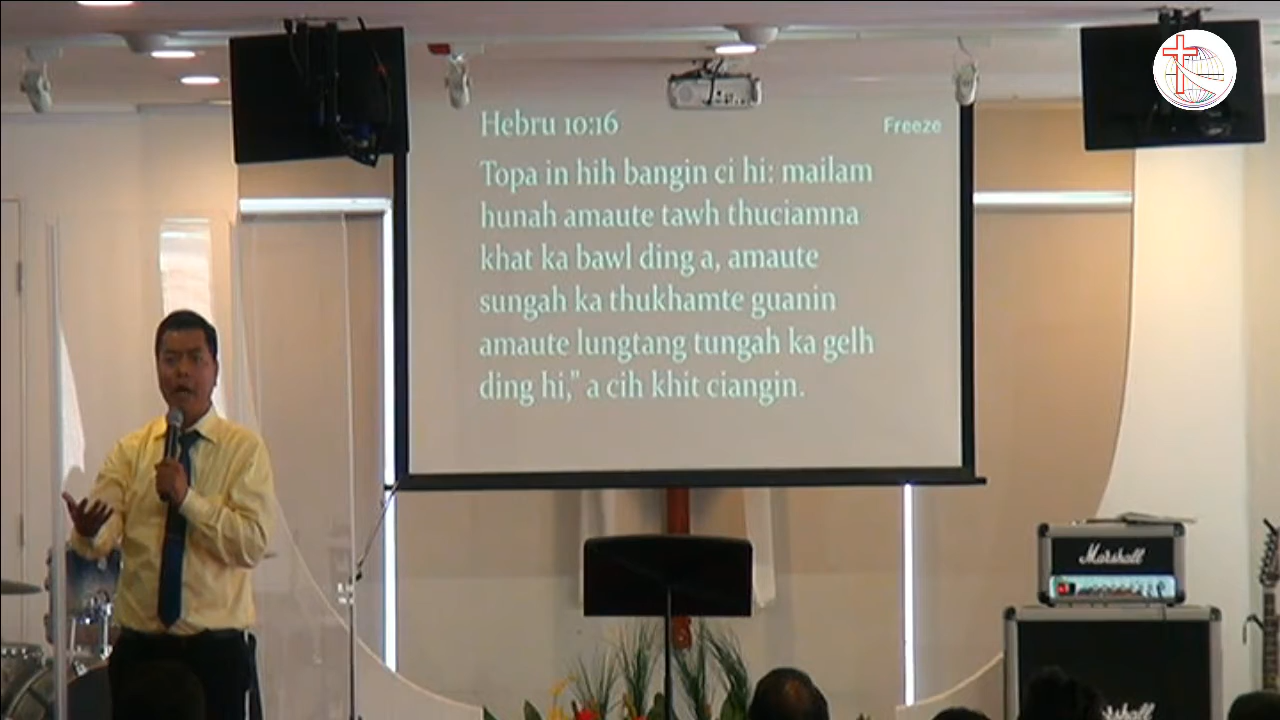 Hebru 10:16
Freeze
Topa in hih bangin ci hi: mailam
hunah amaute tawh thuciamna
khat ka bawl ding a, amaute
sungah ka thukhamte guanin
amaute lungtang tungah ka gelh
ding hi," a cih khit ciangin.
Marshall
Marshall